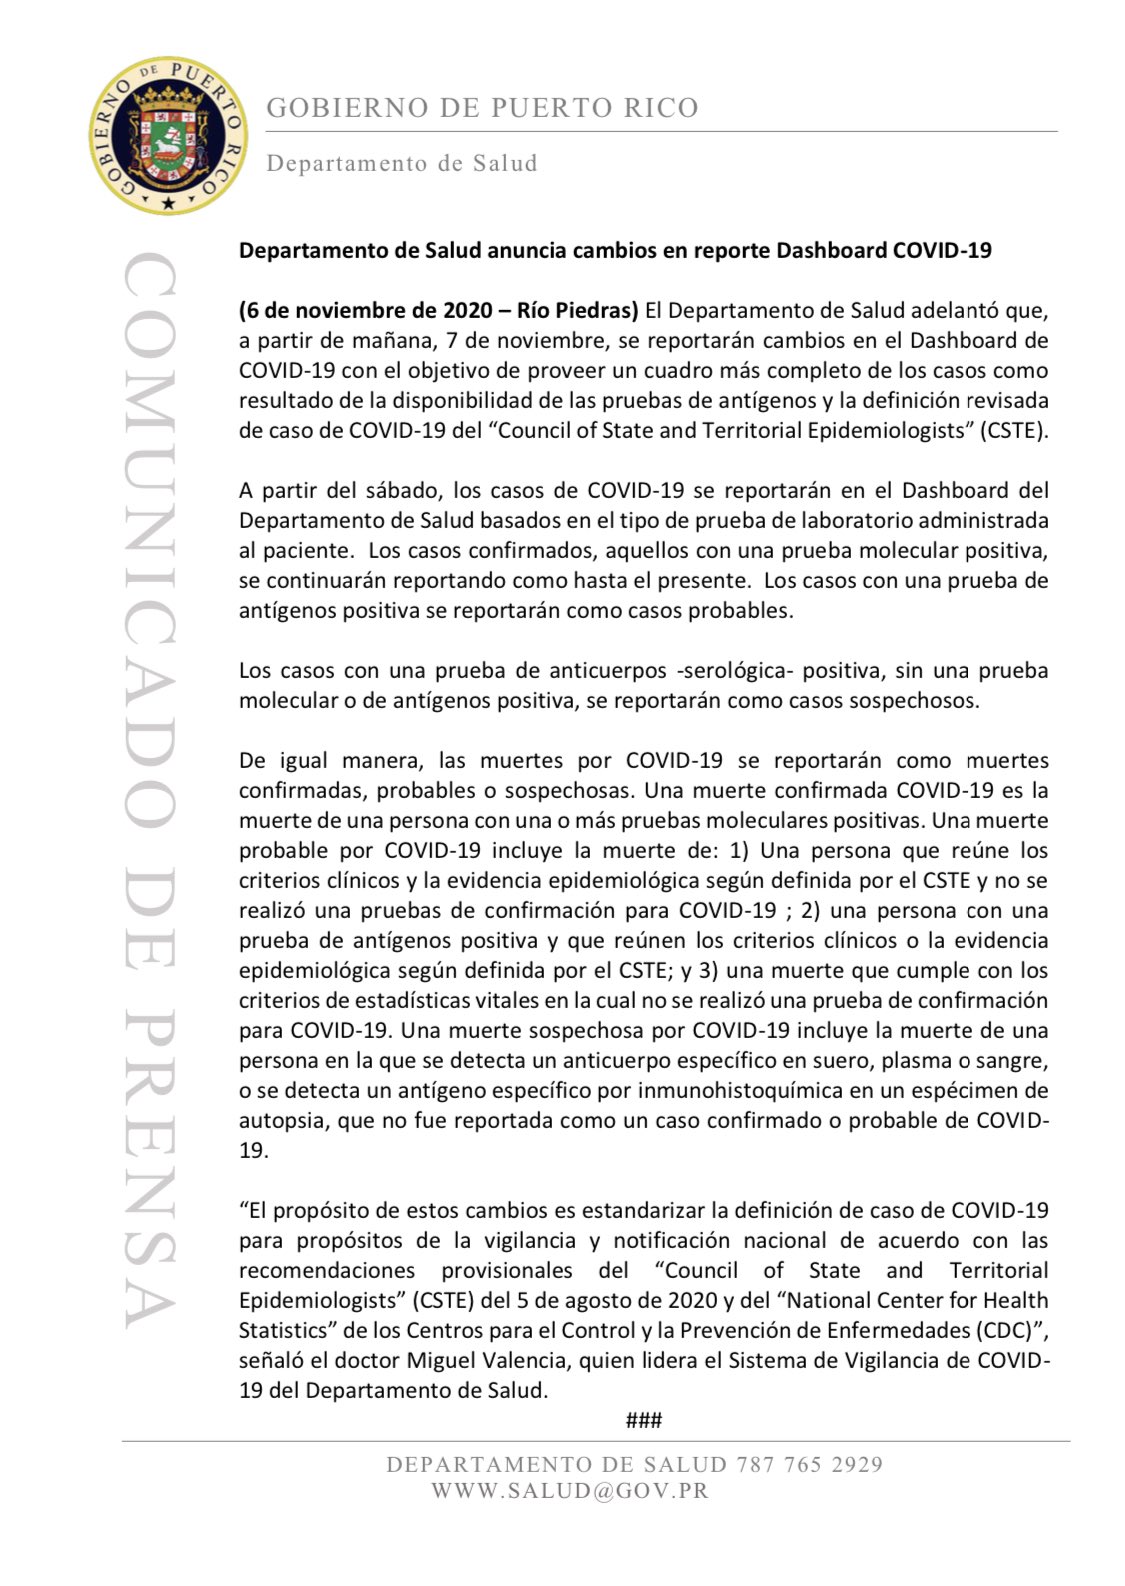 GOBIERNO DE PUERTO RICO
GOBIERNO DE PUERTO RICO
Departamento de Salud
COMUNICADO DE PRENSA
Departamento de Salud anuncia cambios en reporte Dashboard COVID-19
(6 de noviembre de 2020 – Río Piedras) El Departamento de Salud adelantó que,
a partir de mañana, 7 de noviembre, se reportarán cambios en el Dashboard de
COVID-19 con el objetivo de proveer un cuadro más completo de los casos como
resultado de la disponibilidad de las pruebas de antígenos y la definición revisada
de caso de COVID-19 del “Council of State and Territorial Epidemiologists” (CSTE).
A partir del sábado, los casos de COVID-19 se reportarán en el Dashboard del
Departamento de Salud basados en el tipo de prueba de laboratorio administrada
al paciente.  Los casos confirmados, aquellos con una prueba molecular positiva,
se continuarán reportando como hasta el presente.  Los casos con una prueba de
antígenos positiva se reportarán como casos probables.
Los casos con una prueba de anticuerpos -serológica- positiva, sin una prueba
molecular o de antígenos positiva, se reportarán como casos sospechosos.
De igual manera, las muertes por COVID-19 se reportarán como muertes
confirmadas, probables o sospechosas. Una muerte confirmada COVID-19 es la
muerte de una persona con una o más pruebas moleculares positivas. Una muerte
probable por COVID-19 incluye la muerte de: 1) Una persona que reúne los
criterios clínicos y la evidencia epidemiológica según definida por el CSTE y no se
realizó una pruebas de confirmación para COVID-19 ; 2) una persona con una
prueba de antígenos positiva y que reúnen los criterios clínicos o la evidencia
epidemiológica según definida por el CSTE; y 3) una muerte que cumple con los
criterios de estadísticas vitales en la cual no se realizó una prueba de confirmación
para COVID-19. Una muerte sospechosa por COVID-19 incluye la muerte de una
persona en la que se detecta un anticuerpo específico en suero, plasma o sangre,
o se detecta un antígeno específico por inmunohistoquímica en un espécimen de
autopsia, que no fue reportada como un caso confirmado o probable de COVID-
19.
“El propósito de estos cambios es estandarizar la definición de caso de COVID-19
para propósitos de la vigilancia y notificación nacional de acuerdo con las
recomendaciones provisionales del “Council of State and Territorial
Epidemiologists” (CSTE) del 5 de agosto de 2020 y del “National Center for Health
Statistics” de los Centros para el Control y la Prevención de Enfermedades (CDC)”,
señaló el doctor Miguel Valencia, quien lidera el Sistema de Vigilancia de COVID-
19 del Departamento de Salud.
###
DEPARTAMENTO DE SALUD 787 765 2929
WWW.SALUD@GOV.PR